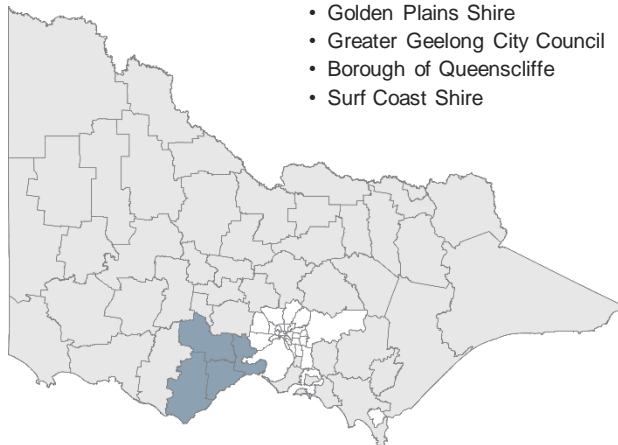 • Golden Plains Shire
• Greater Geelong City Council
• Borough of Queenscliffe
• Surf Coast Shire